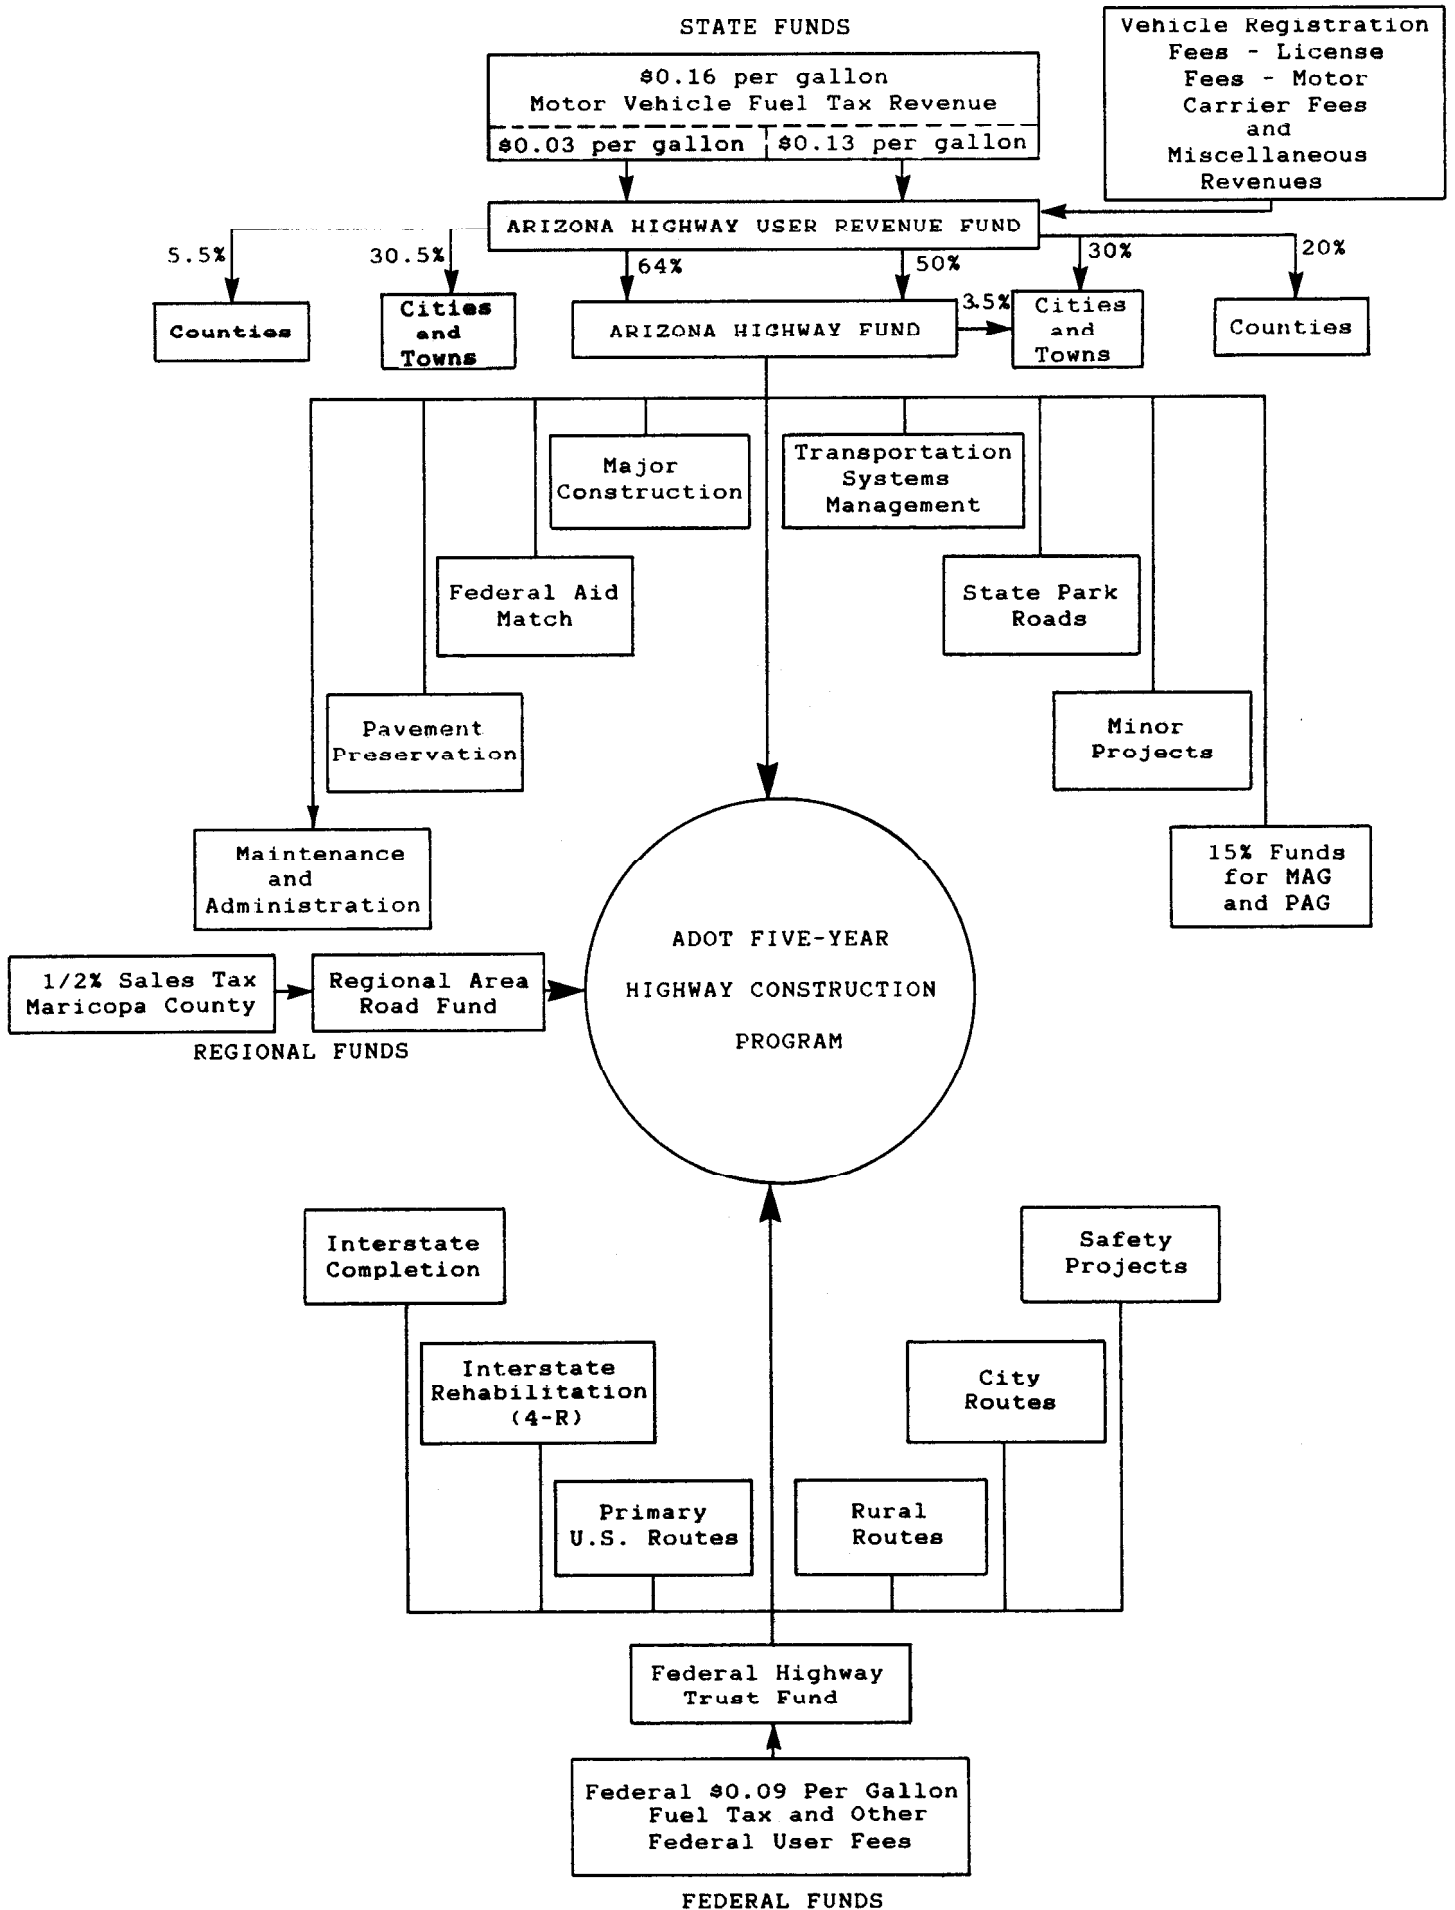 STATE FUNDS
$0.16 per gallon
Motor Vehicle Fuel Tax Revenue
$0.03 per gallon
$0.13 per gallon
Vehicle Registration
Fees - License
Fees - Motor
Carrier Fees
and
Miscellaneous
Revenues
ARIZONA HIGHWAY USER REVENUE FUND
5.5%
30.5%
64%
50%
30%
20%
Counties
Cities
and
Towns
ARIZONA HIGHWAY FUND
3.5%
Cities
and
Towns
Counties
Major
Construction
Transportation
Systems
Management
Federal Aid
Match
State Park
Roads
Pavement
Preservation
Minor
Projects
Maintenance
and
Administration
15% Funds
for MAG
and PAG
1/2% Sales Tax
Maricopa County
Regional Area
Road Fund
REGIONAL FUNDS
ADOT FIVE-YEAR
HIGHWAY CONSTRUCTION
PROGRAM
Interstate
Completion
Safety
Projects
Interstate
Rehabilitation
(4-R)
City
Routes
Primary
U.S. Routes
Rural
Routes
Federal Highway
Trust Fund
Federal $0.09 Per Gallon
Fuel Tax and Other
Federal User Fees
FEDERAL FUNDS